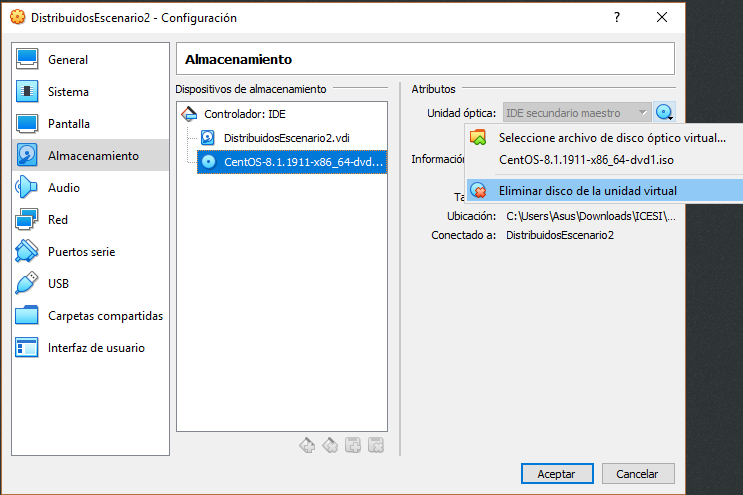 DistribuidosEscenario2 - Configuración
?
General
Sistema
Pantalla
Almacenamiento
Audio
Red
Puertos serie
USB
Carpetas compartidas
Interfaz de usuario
Almacenamiento
Dispositivos de almacenamiento
Controlador: IDE
DistribuidosEscenario2.vdi
CentOS-8.1.1911-x86_64-dvd...
Atributos
Unidad óptica: IDE secundario maestro
Seleccione archivo de disco óptico virtual...
Información
CentOS-8.1.1911-x86_64-dvd1.iso
Eliminar disco de la unidad virtual
Ta
Ubicación: C:\Users\Asus\Downloads\ICESI\...
Conectado a: DistribuidosEscenario2
Aceptar
Cancelar